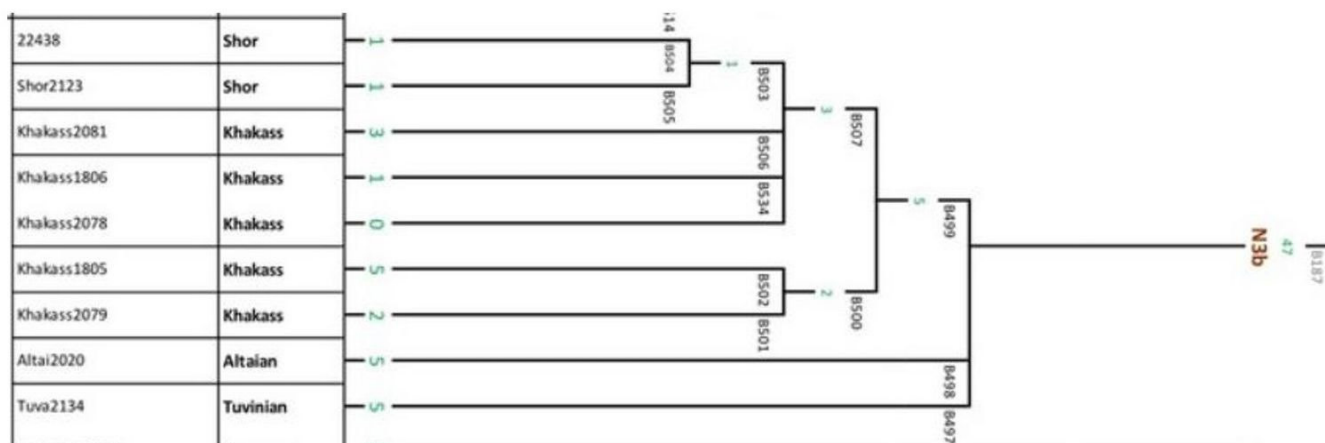 22438 Shor 1
Shor2123 Shor 1
Khakass2081 Khakass 3
Khakass1806 Khakass 1
Khakass2078 Khakass 0
Khakass1805 Khakass 5
Khakass2079 Khakass 2
Altai2020 Altaian 5
Tuva2134 Tuvinian 5
B504
B505
1
B503
B506
B534
3
B507
B502
B501
2
B500
5
B499
B498
B497
N3b
47
B187